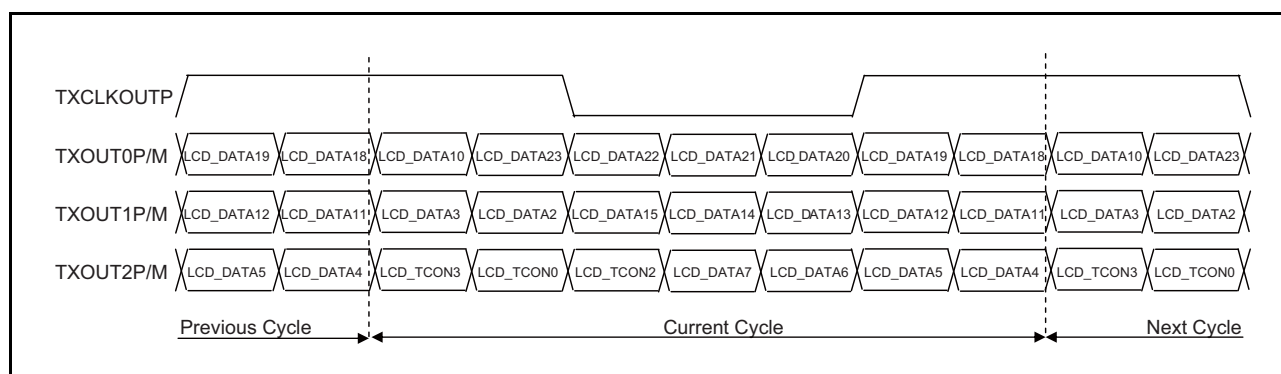 TXCLKOUTP
TXOUT0P/M LCD_DATA19 LCD_DATA18 LCD_DATA10 LCD_DATA23 LCD_DATA22 LCD_DATA21 LCD_DATA20 LCD_DATA19 LCD_DATA18 LCD_DATA10 LCD_DATA23
TXOUT1P/M LCD_DATA12 LCD_DATA11 LCD_DATA3 LCD_DATA2 LCD_DATA15 LCD_DATA14 LCD_DATA13 LCD_DATA12 LCD_DATA11 LCD_DATA3 LCD_DATA2
TXOUT2P/M LCD_DATA5 LCD_DATA4 LCD_TCON3 LCD_TCON0 LCD_TCON2 LCD_DATA7 LCD_DATA6 LCD_DATA5 LCD_DATA4 LCD_TCON3 LCD_TCON0
Previous Cycle Current Cycle Next Cycle